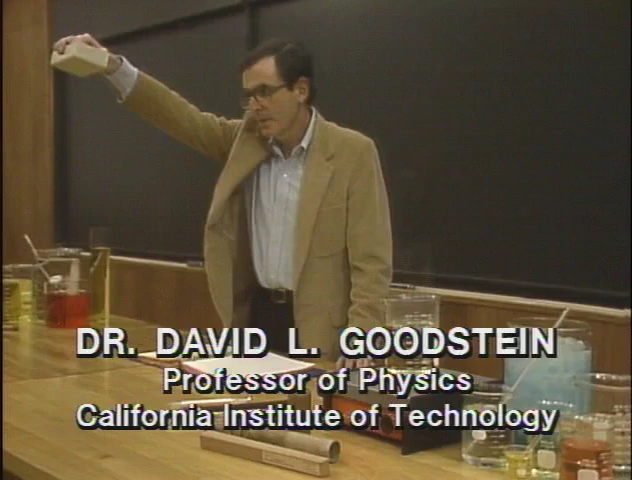 DR. DAVID L. GOODSTEIN
Professor of Physics
California Institute of Technology